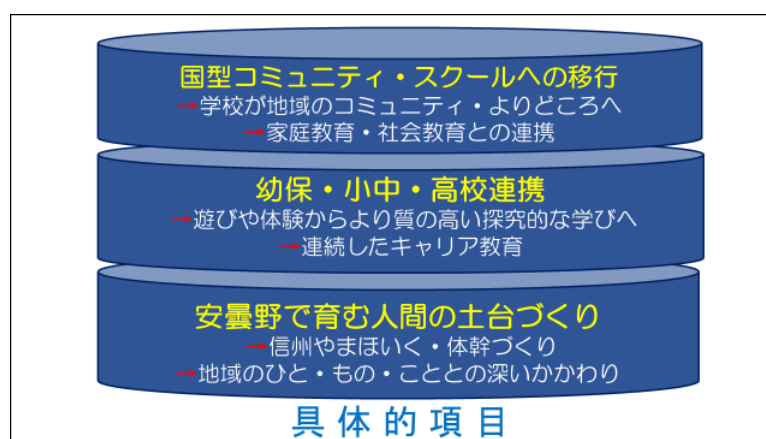 国型コミュニティ・スクールへの移行
→学校が地域のコミュニティ・よりどころへ
→家庭教育・社会教育との連携
幼保・小中・高校連携
→遊びや体験からより質の高い探究的な学びへ
→連続したキャリア教育
安曇野で育む人間の土台づくり
→信州やまほいく・体幹づくり
→地域のひと・もの・こととの深いかかわり
具体的項目